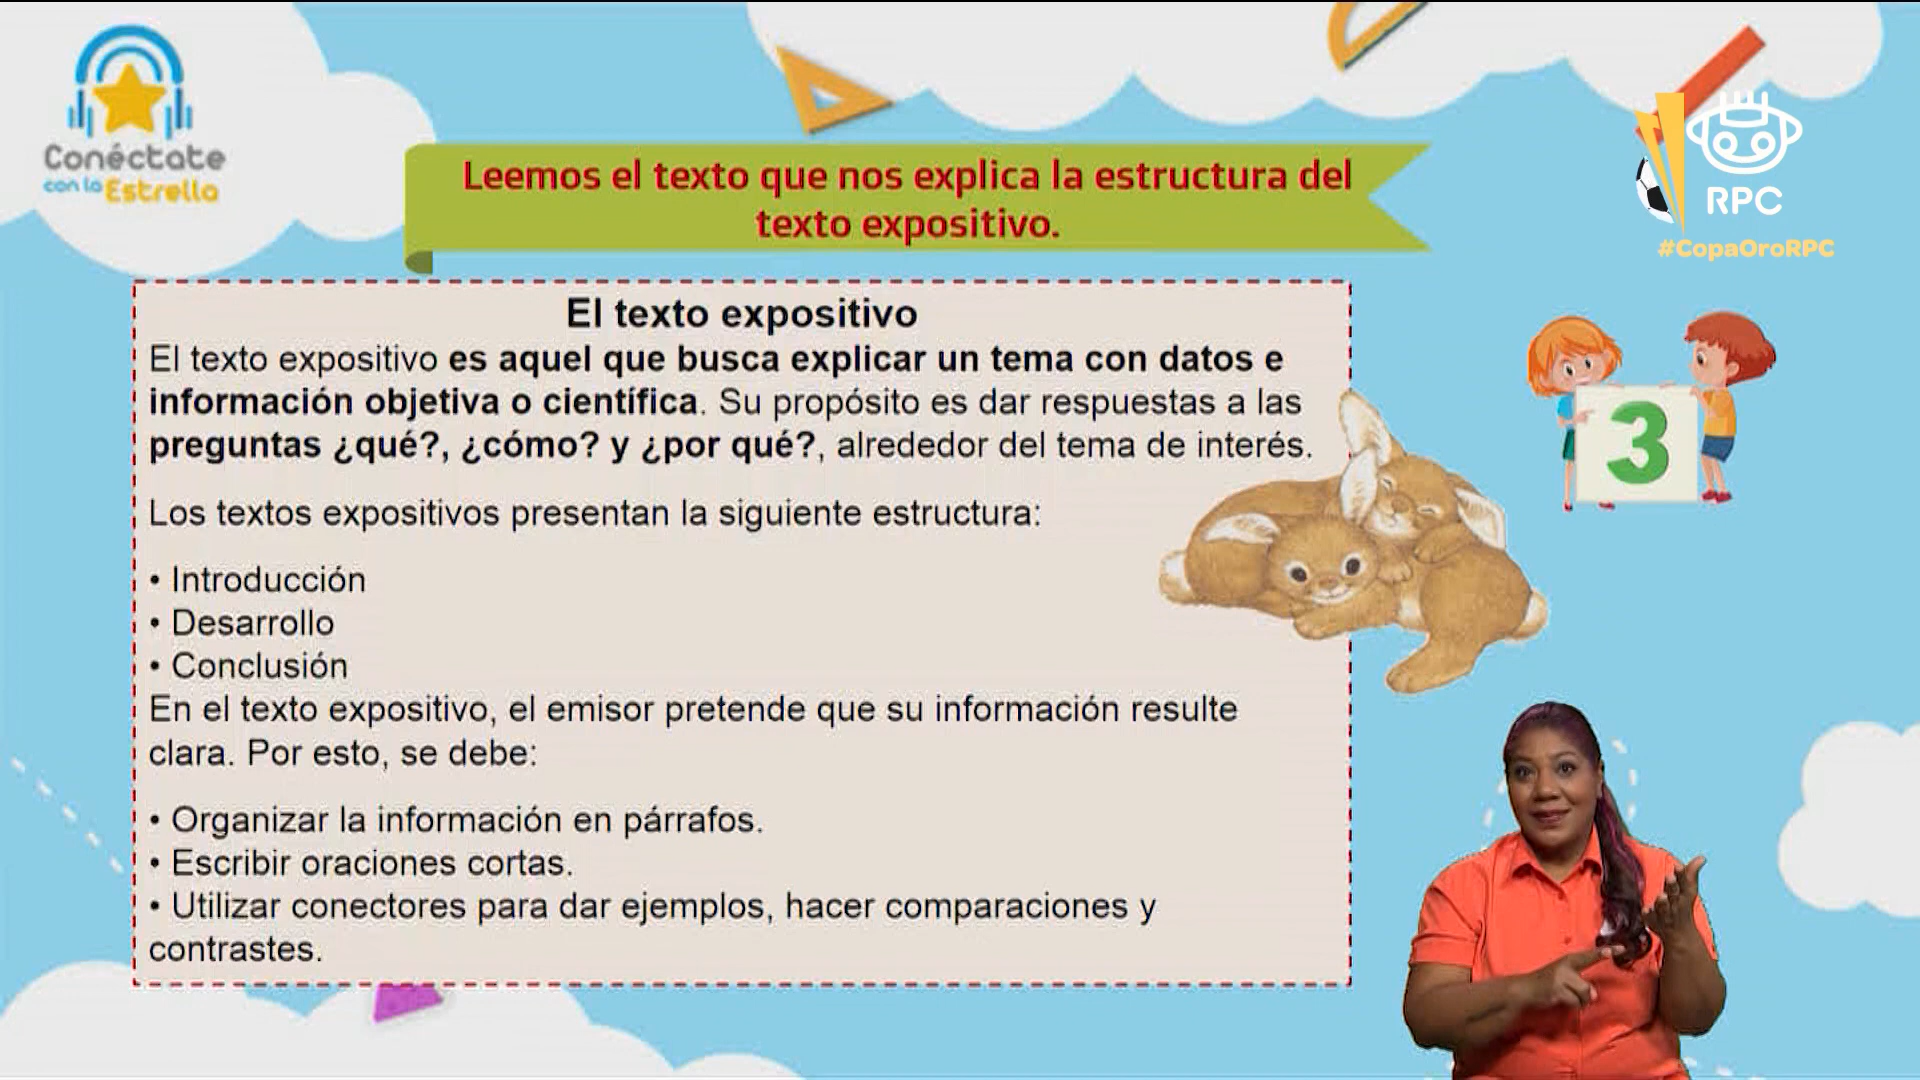 Conéctate
con la Estrella
Leemos el texto que nos explica la estructura del
texto expositivo.
RPC
#CopaOroRPC
El texto expositivo
El texto expositivo es aquel que busca explicar un tema con datos e
información objetiva o científica. Su propósito es dar respuestas a las
preguntas ¿qué?, ¿cómo? y ¿por qué?, alrededor del tema de interés.
3
Los textos expositivos presentan la siguiente estructura:
• Introducción
• Desarrollo
• Conclusión
En el texto expositivo, el emisor pretende que su información resulte
clara. Por esto, se debe:
• Organizar la información en párrafos.
• Escribir oraciones cortas.
• Utilizar conectores para dar ejemplos, hacer comparaciones y
contrastes.